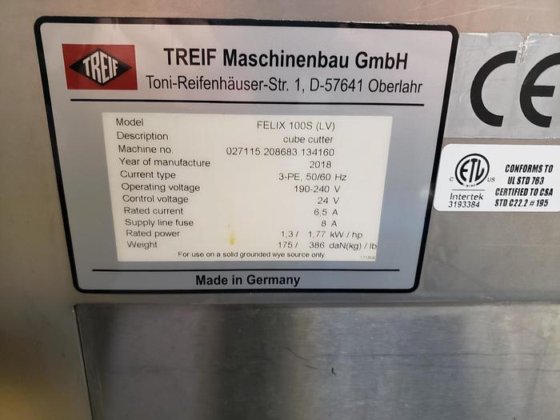 TREIF
TREIF Maschinenbau GmbH
Toni-Reifenhäuser-Str. 1, D-57641 Oberlahr
Model FELIX 100S (LV)
Description cube cutter
Machine no. 027115 208683 134160
Year of manufacture 2018
Current type 3-PE, 50/60 Hz
Operating voltage 190-240 V
Control voltage 24 V
Rated current 6,5 A
Supply line fuse 8 A
Rated power 1,3 / 1,77 kW / hp
Weight 175 / 386 daN(kg) / lb
For use on a solid grounded wye source only
Made in Germany
CE
ETL
C US
Intertek
3193384
CONFORMS TO
UL STD 763
CERTIFIED TO CSA
STD C22.2 # 195